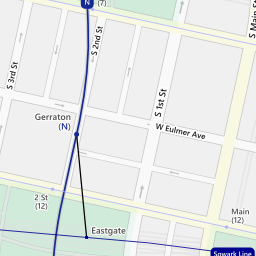 N
(7)
S 2nd St
S Main St
S 3rd St
S 1st St
Gerraton
(N)
W Eulmer Ave
2 St
(12)
Main
(12)
Eastgate
Sowark Line